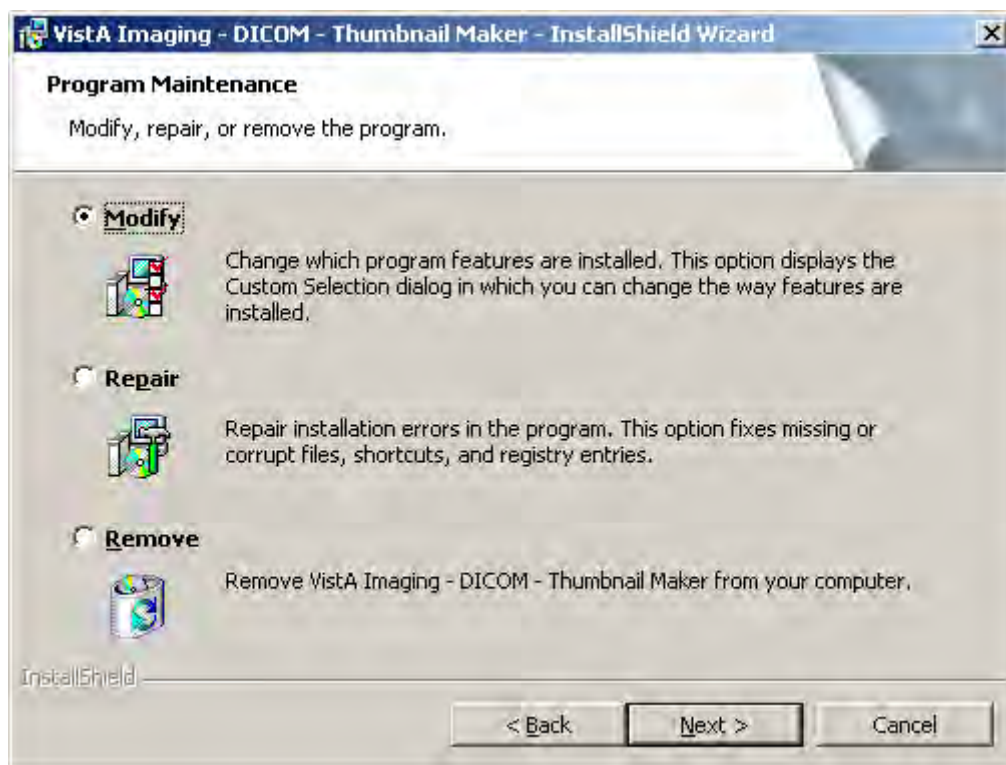 VistA Imaging - DICOM - Thumbnail Maker - InstallShield Wizard
Program Maintenance
Modify, repair, or remove the program.
Modify
Change which program features are installed. This option displays the
Custom Selection dialog in which you can change the way features are
installed.
Repair
Repair installation errors in the program. This option fixes missing or
corrupt files, shortcuts, and registry entries.
Remove
Remove VistA Imaging - DICOM - Thumbnail Maker from your computer.
InstallShield
< Back
Next >
Cancel